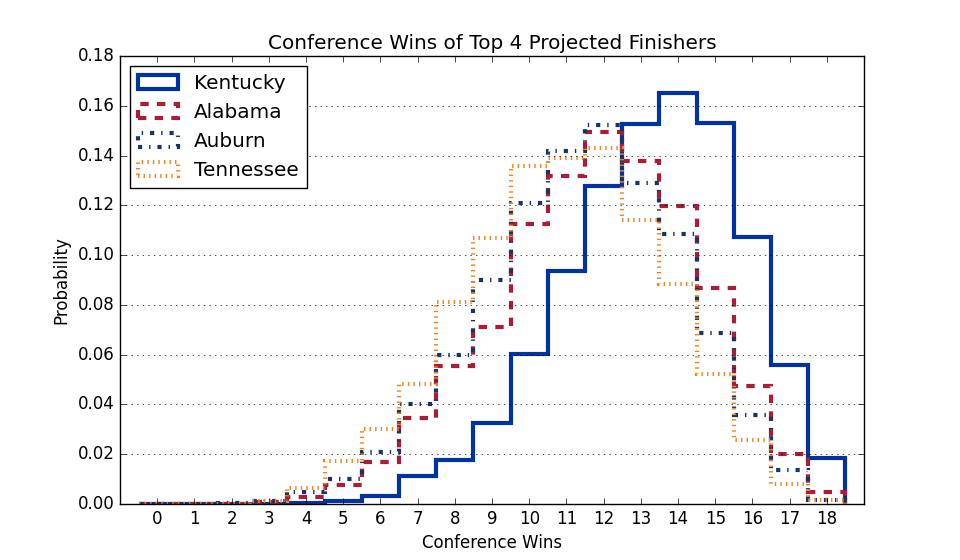 Conference Wins of Top 4 Projected Finishers
Kentucky
Alabama
Auburn
Tennessee
Probability
0.18
0.16
0.14
0.12
0.10
0.08
0.06
0.04
0.02
0.00
0 1 2 3 4 5 6 7 8 9 10 11 12 13 14 15 16 17 18
Conference Wins